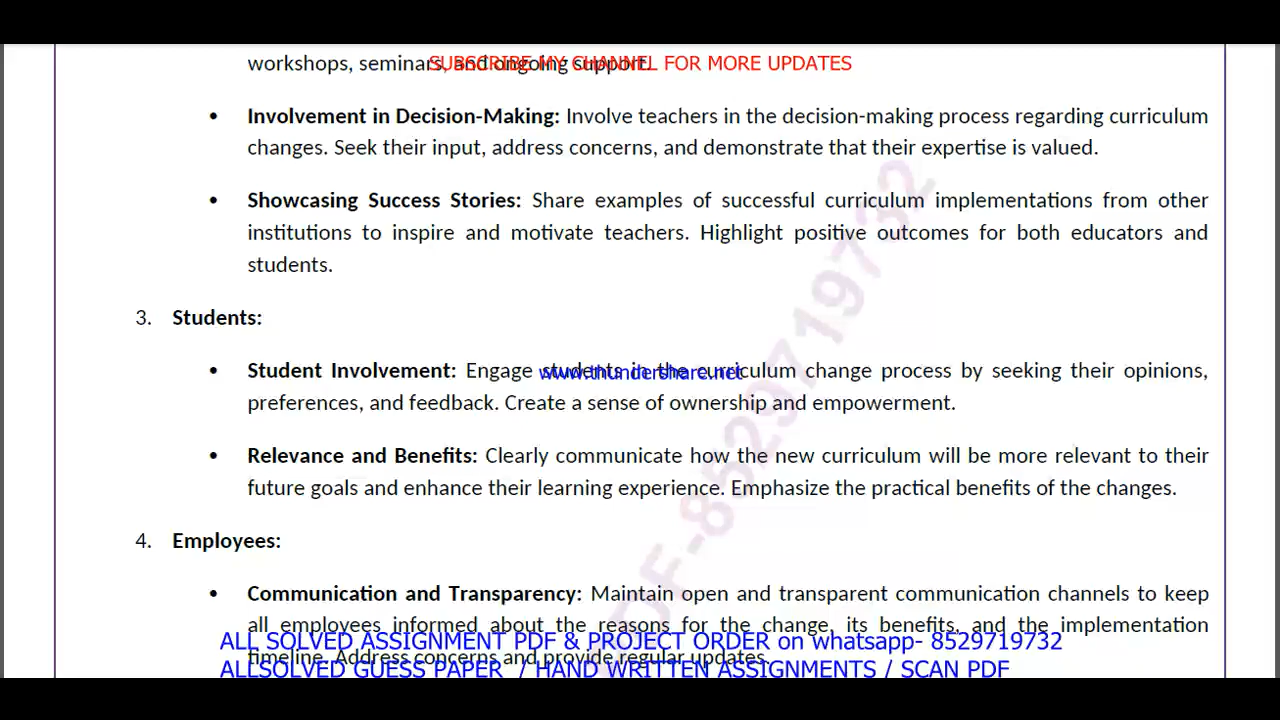 workshops, seminars, and ongoing support.
SUBSCRIBE MY CHANNEL FOR MORE UPDATES
• Involvement in Decision-Making: Involve teachers in the decision-making process regarding curriculum
changes. Seek their input, address concerns, and demonstrate that their expertise is valued.
• Showcasing Success Stories: Share examples of successful curriculum implementations from other
institutions to inspire and motivate teachers. Highlight positive outcomes for both educators and
students.
3. Students:
• Student Involvement: Engage students in the curriculum change process by seeking their opinions,
www.thundershare.net
preferences, and feedback. Create a sense of ownership and empowerment.
• Relevance and Benefits: Clearly communicate how the new curriculum will be more relevant to their
future goals and enhance their learning experience. Emphasize the practical benefits of the changes.
4. Employees:
• Communication and Transparency: Maintain open and transparent communication channels to keep
all employees informed about the reasons for the change, its benefits, and the implementation
ALL SOLVED ASSIGNMENT PDF & PROJECT ORDER on whatsapp- 8529719732
timeline. Address concerns and provide regular updates.
ALLSOLVED GUESS PAPER / HAND WRITTEN ASSIGNMENTS / SCAN PDF
PDF-8529719732